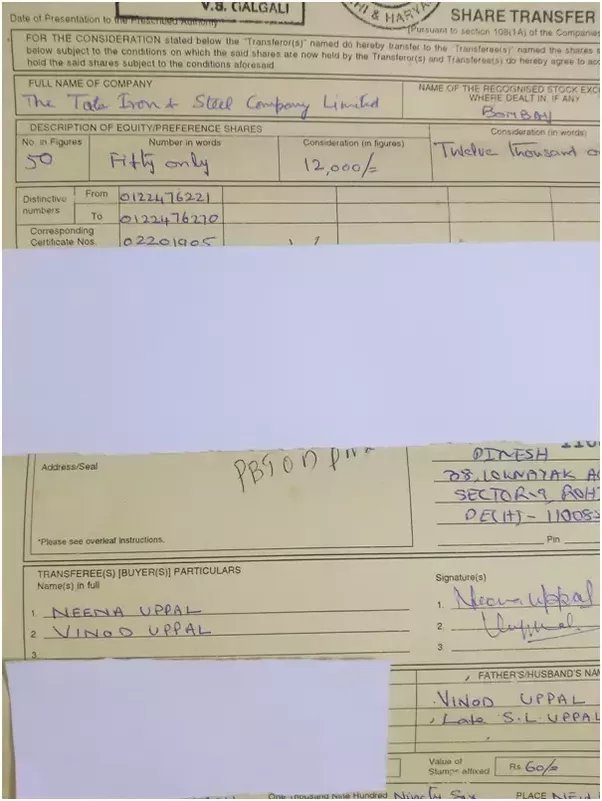 V.B. GALGALI
Date of Presentation to the Prescribed Authority
HI & HARYA
SHARE TRANSFER
[Pursuant to section 108(1A) of the Companies
FOR THE CONSIDERATION stated below the "Transferor(s)" named do hereby transfer to the "Transferee(s)" named the shares s
below subject to the conditions on which the said shares are now held by the Transferor(s) and Transferee(s) do hereby agree to acc
hold the said shares subject to the conditions aforesaid.
FULL NAME OF COMPANY
The Tata Iron & Steel Company Limited
NAME OF THE RECOGNISED STOCK EXC
WHERE DEALT IN, IF ANY
BOMBAY
DESCRIPTION OF EQUITY/PREFERENCE SHARES
No. in Figures Number in words Consideration (in figures) Consideration (in words)
50 Fifty only 12,000/= Twelve Thousand o
Distinctive numbers
From 0122476221
To 0122476270
Corresponding
Certificate Nos. 02201905
Address/Seal
DINESH
SECTOR-9, ROHI
DELHI- 11008
*Please see overleaf instructions.
Pin
TRANSFEREE(S) [BUYER(S)] PARTICULARS
Name(s) in full
Signature(s)
1. NEENA UPPAL 1. Neena Uppal
2 VINOD UPPAL 2
3. 3
FATHER'S/HUSBAND'S NA
VINOD UPPAL
Late S.L. UPPAL
Value of
Stamps affixed Rs. 60/=
One Thousand Nine Hundred Ninety Six PLACE NEW